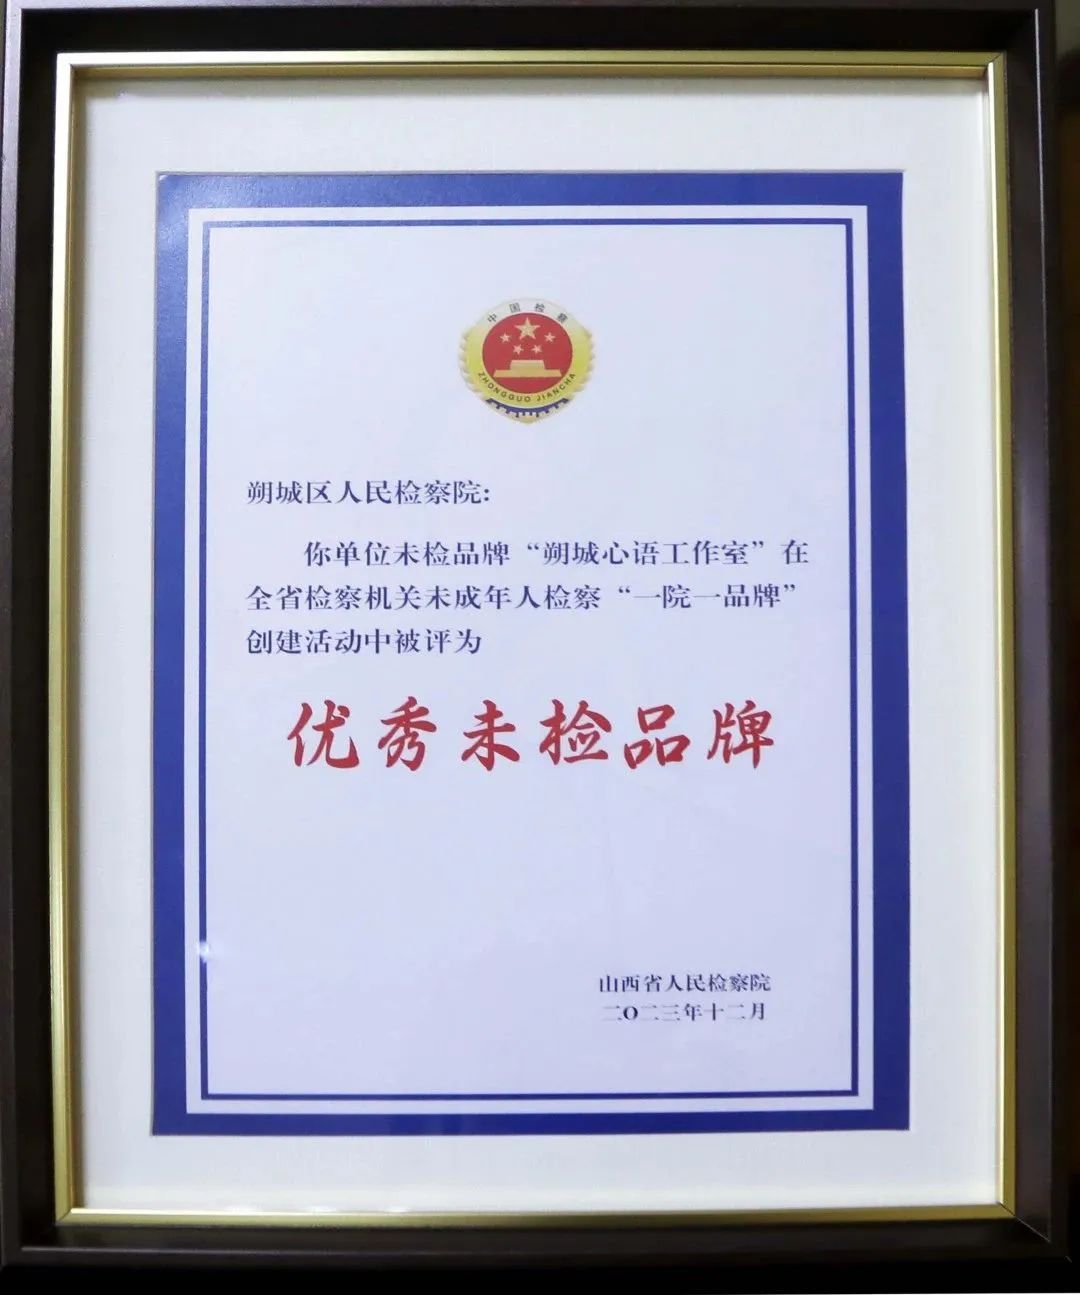 中国检察
ZHONGGUO JIANCHA
朔城区人民检察院:
你单位未检品牌“朔城心语工作室”在
全省检察机关未成年人检察“一院一品牌”
创建活动中被评为
优秀未检品牌
山西省人民检察院
二〇二三年十二月